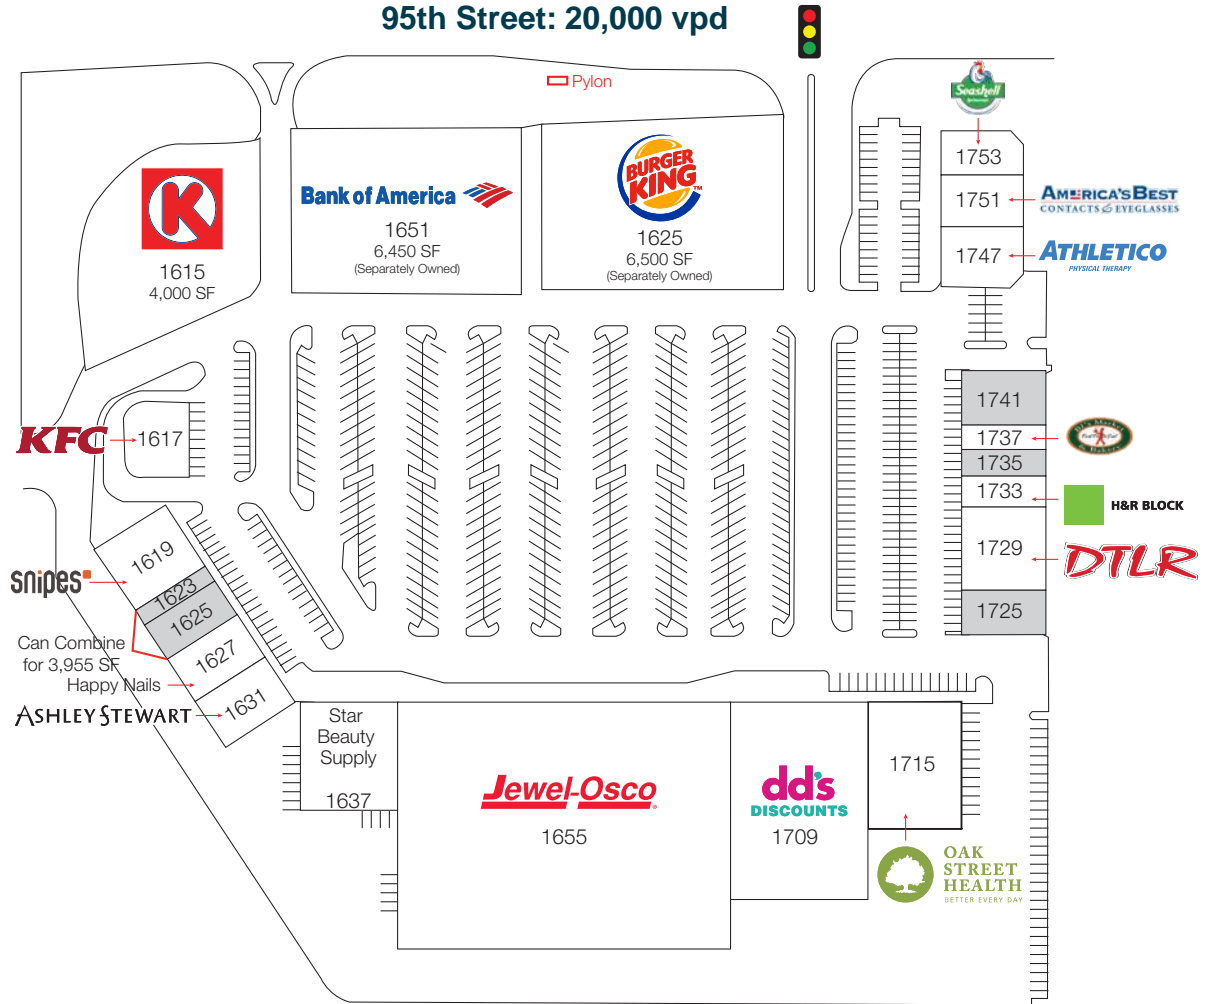 95th Street: 20,000 vpd
Pylon
Seashell
1753
1751
AMERICA'S BEST
CONTACTS & EYEGLASSES
1747
ATHLETICO
PHYSICAL THERAPY
K
1615
4,000 SF
Bank of America
1651
6,450 SF
(Separately Owned)
BURGER
KING™
1625
6,500 SF
(Separately Owned)
KFC
1617
1741
1737
1735
1733
H&R BLOCK
1729
DTLR
1725
snipes
1619
1623
1625
Can Combine
for 3,955 SF
1627
Happy Nails
1631
ASHLEY STEWART
Star
Beauty
Supply
1637
Jewel-Osco®
1655
dd's
DISCOUNTS
1709
1715
OAK
STREET
HEALTH
BETTER EVERY DAY